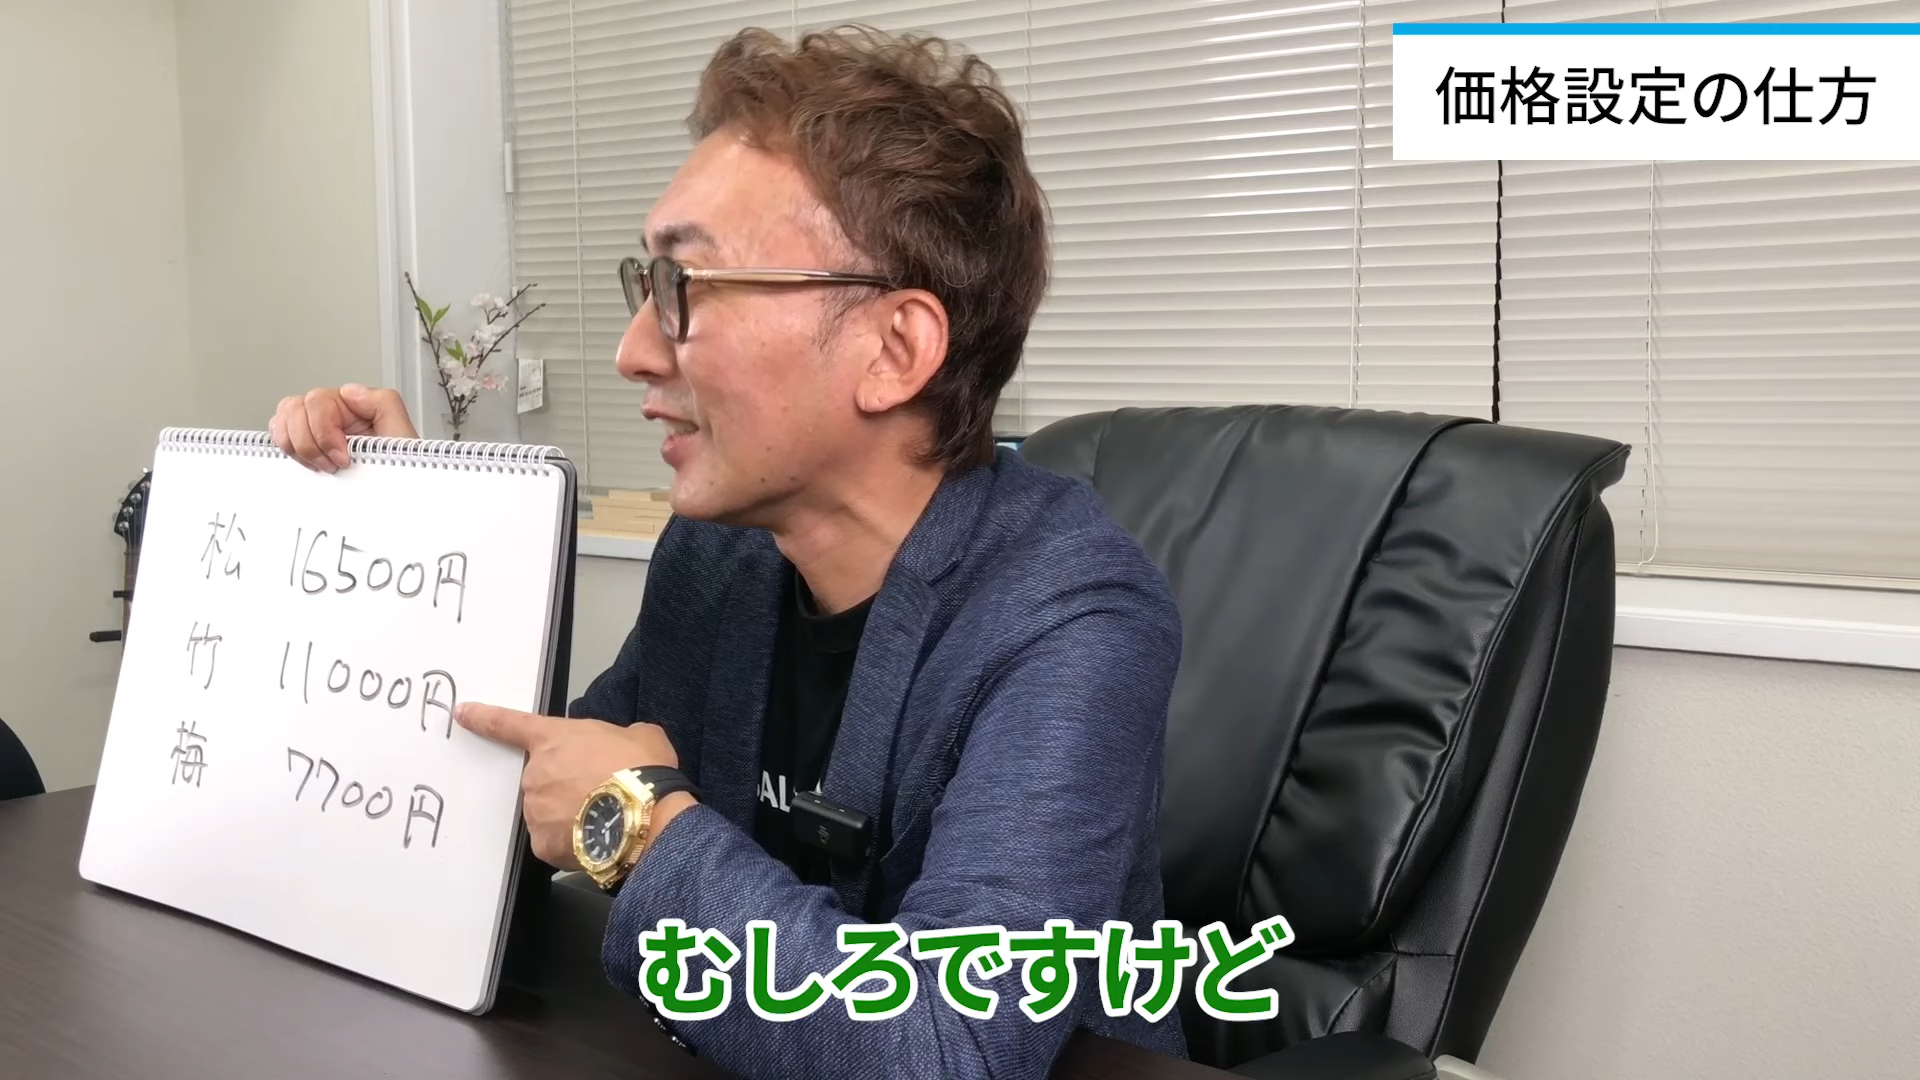 価格設定の仕方
松 16500円
竹 11000円
梅 7700円
むしろですけど